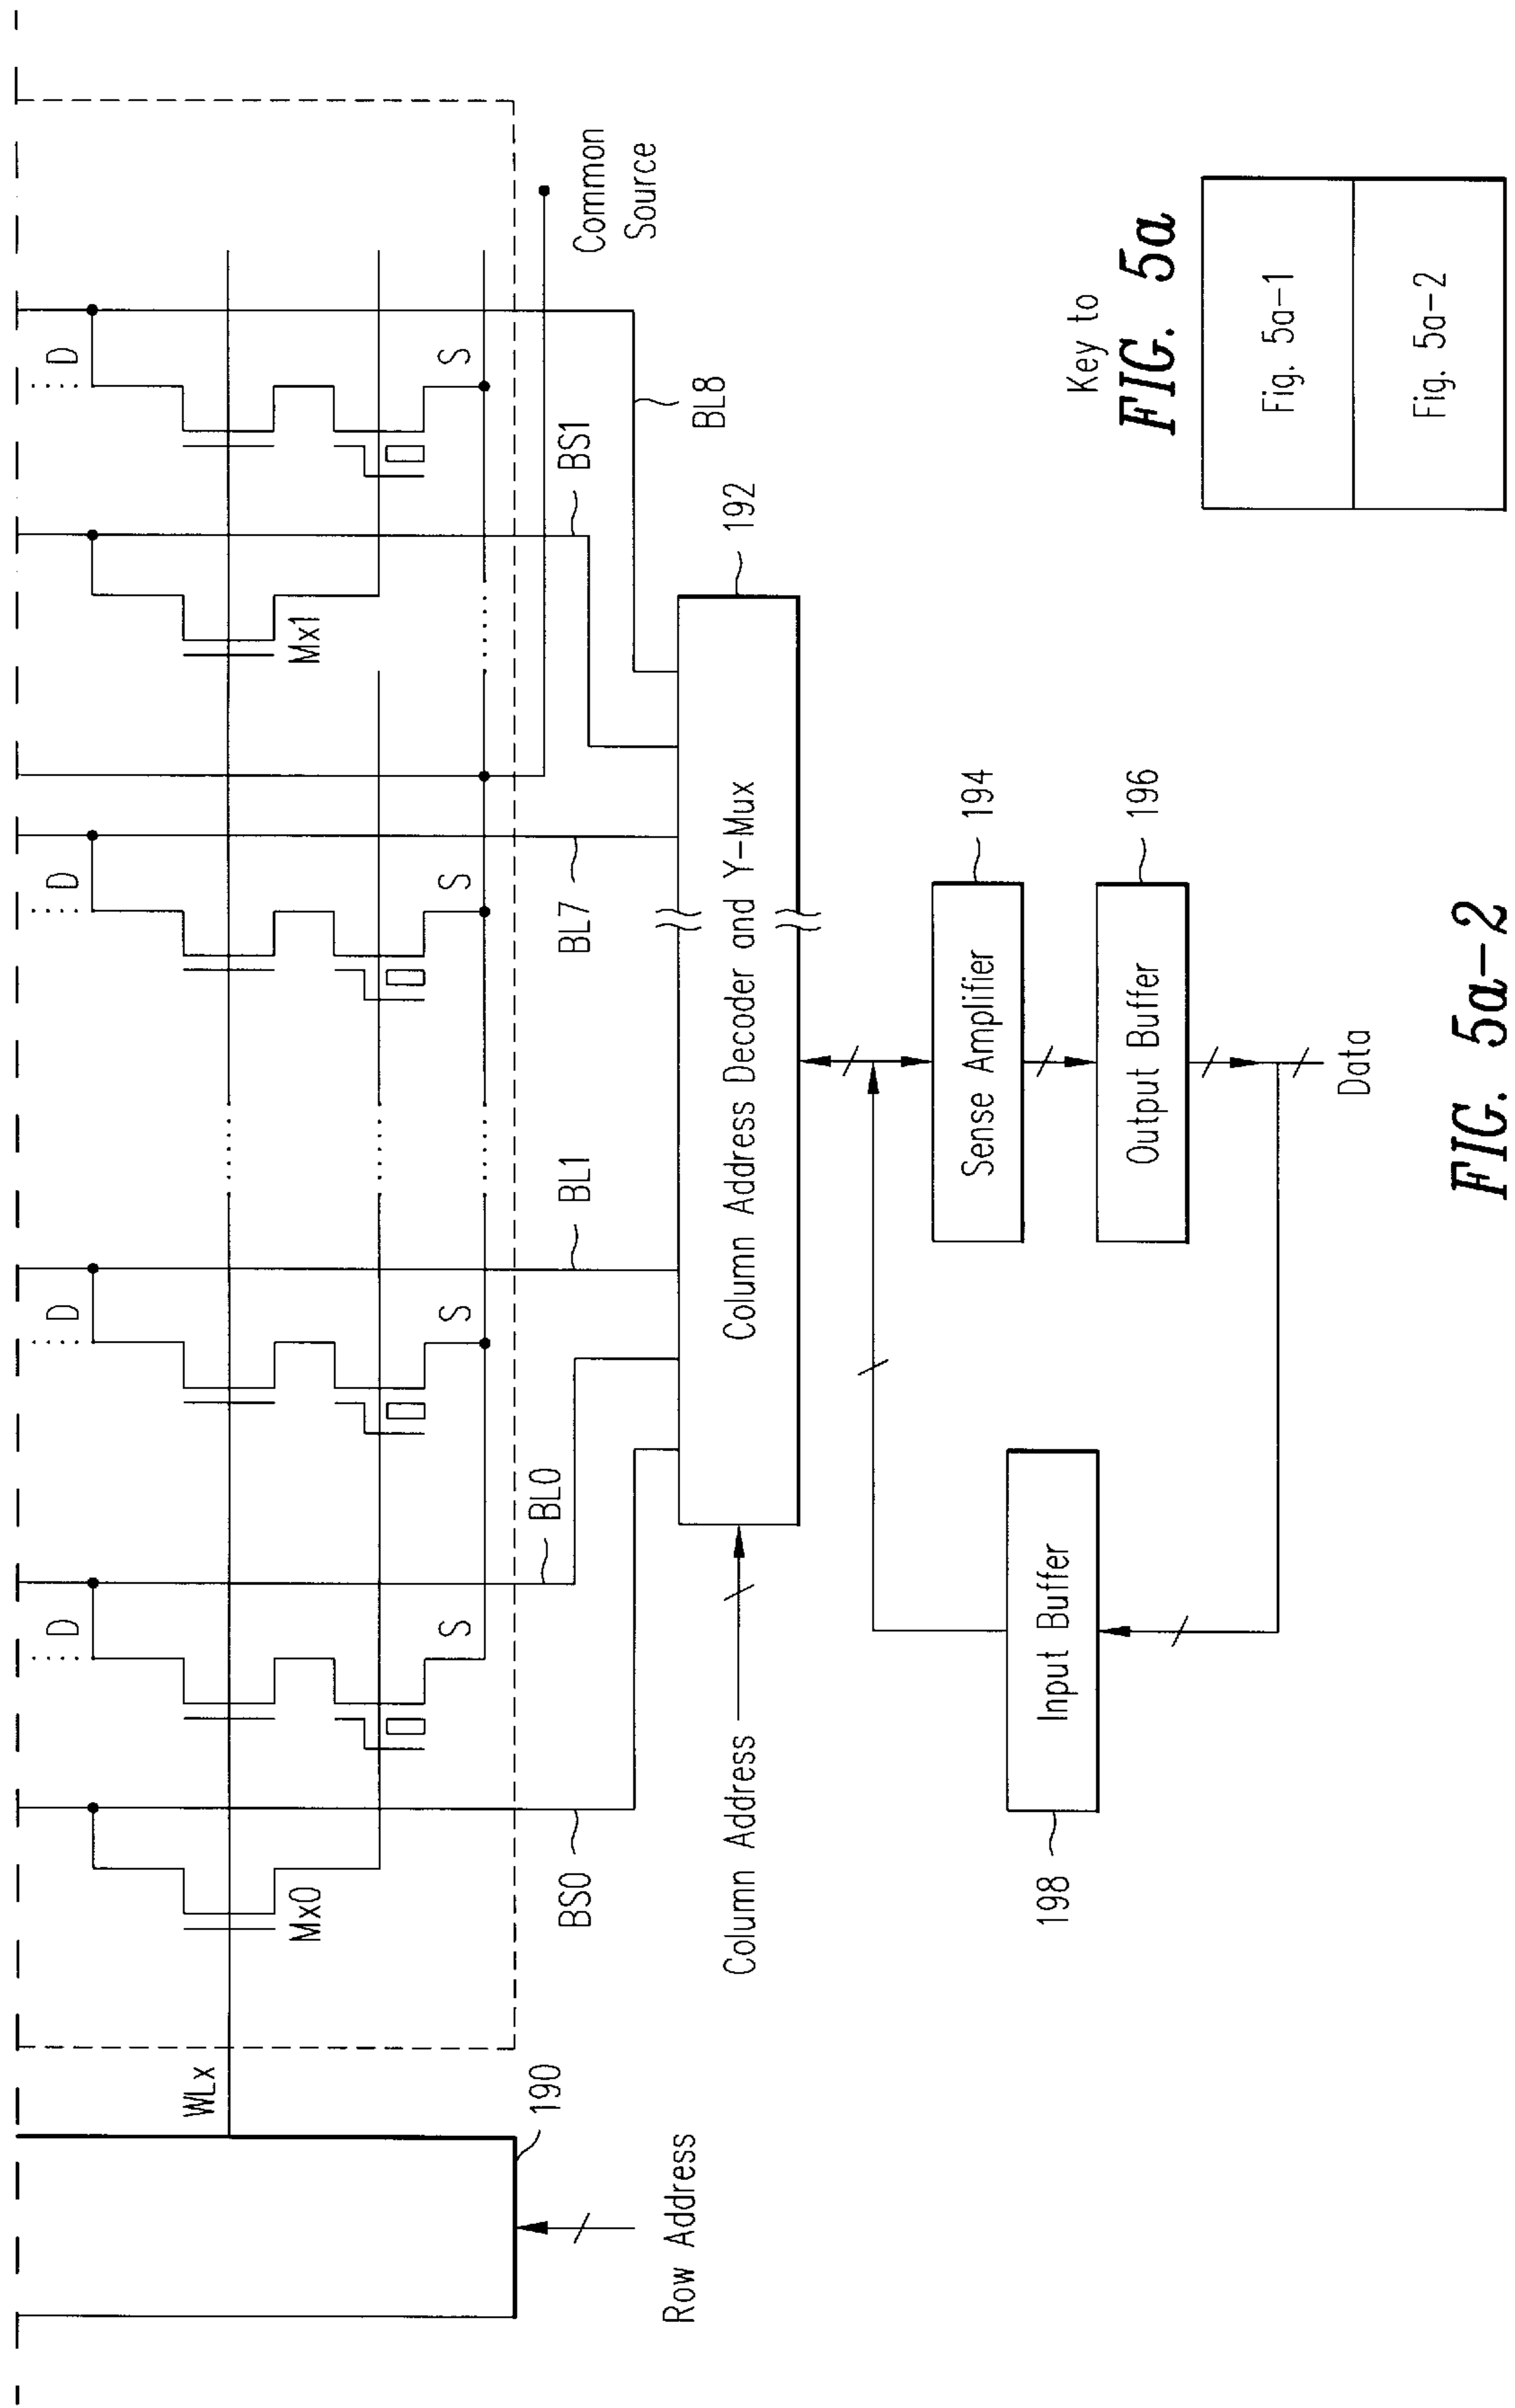 D
D
D
D
WLx
Mx0
Mx1
S
S
S
S
190
Row Address
BS0
BL0
BL1
BL7
BS1
BL8
Common
Source
Column Address
Column Address Decoder and Y-Mux
192
Sense Amplifier
194
Output Buffer
196
Input Buffer
198
Data
Key to
FIG. 5a
Fig. 5a-1
Fig. 5a-2
FIG. 5a-2